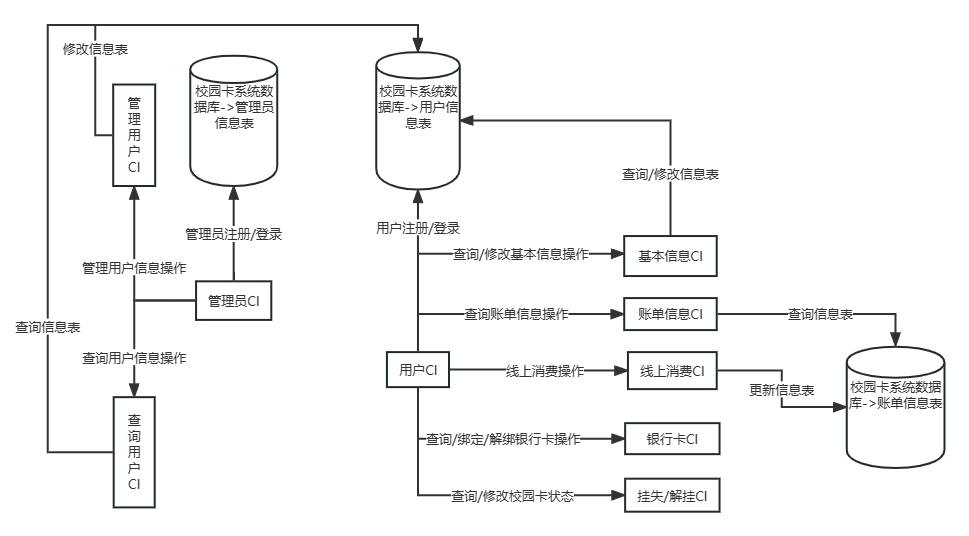 修改信息表
管
理
用
户
CI
校园卡系统数
据库->管理员
信息表
校园卡系统数
据库->用户信
息表
查询/修改信息表
管理员注册/登录
用户注册/登录
管理用户信息操作
查询/修改基本信息操作
基本信息CI
管理员CI
查询信息表
查询账单信息操作
账单信息CI
查询信息表
查询用户信息操作
用户CI
线上消费操作
线上消费CI
更新信息表
校园卡系统数据
库->账单信息表
查
询
用
户
CI
查询/绑定/解绑银行卡操作
银行卡CI
查询/修改校园卡状态
挂失/解挂CI